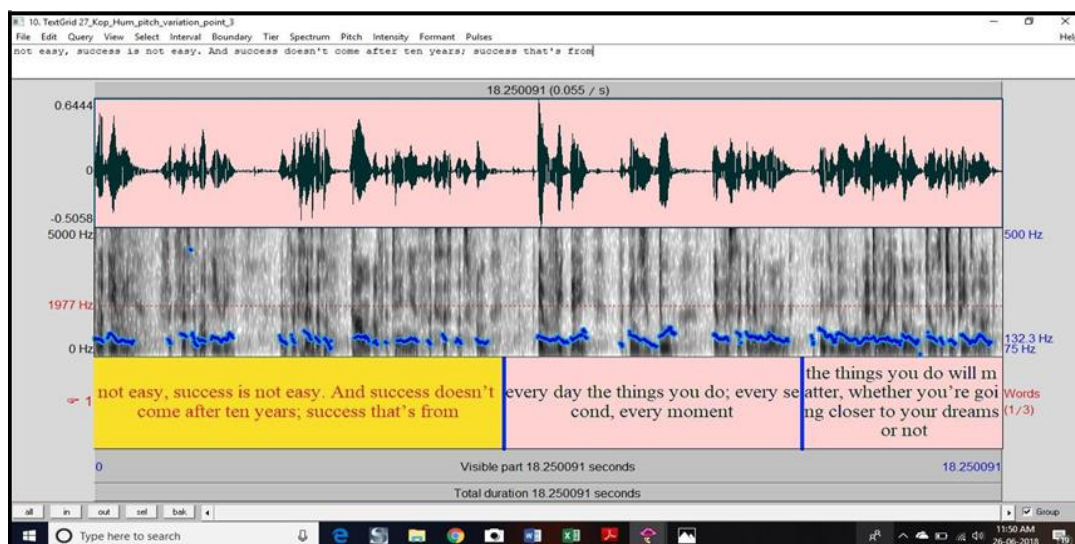 10. TextGrid 27_Kop_Hum_pitch_variation_point_3
File Edit Query View Select Interval Boundary Tier Spectrum Pitch Intensity Formant Pulses Hel
not easy, success is not easy. And success doesn't come after ten years; success that's from
18.250091 (0.055 / s)
0.6444
0
-0.5058
5000 Hz
500 Hz
1977 Hz
132.3 Hz
0 Hz
75 Hz
not easy, success is not easy. And success doesn't
come after ten years; success that's from
every day the things you do; every se
cond, every moment
the things you do will m
atter, whether you're goi
ng closer to your dreams
or not
1
Words
(1/3)
0
Visible part 18.250091 seconds
18.250091
Total duration 18.250091 seconds
all in out sel bak
Group
Type here to search
11:50 AM
26-06-2018